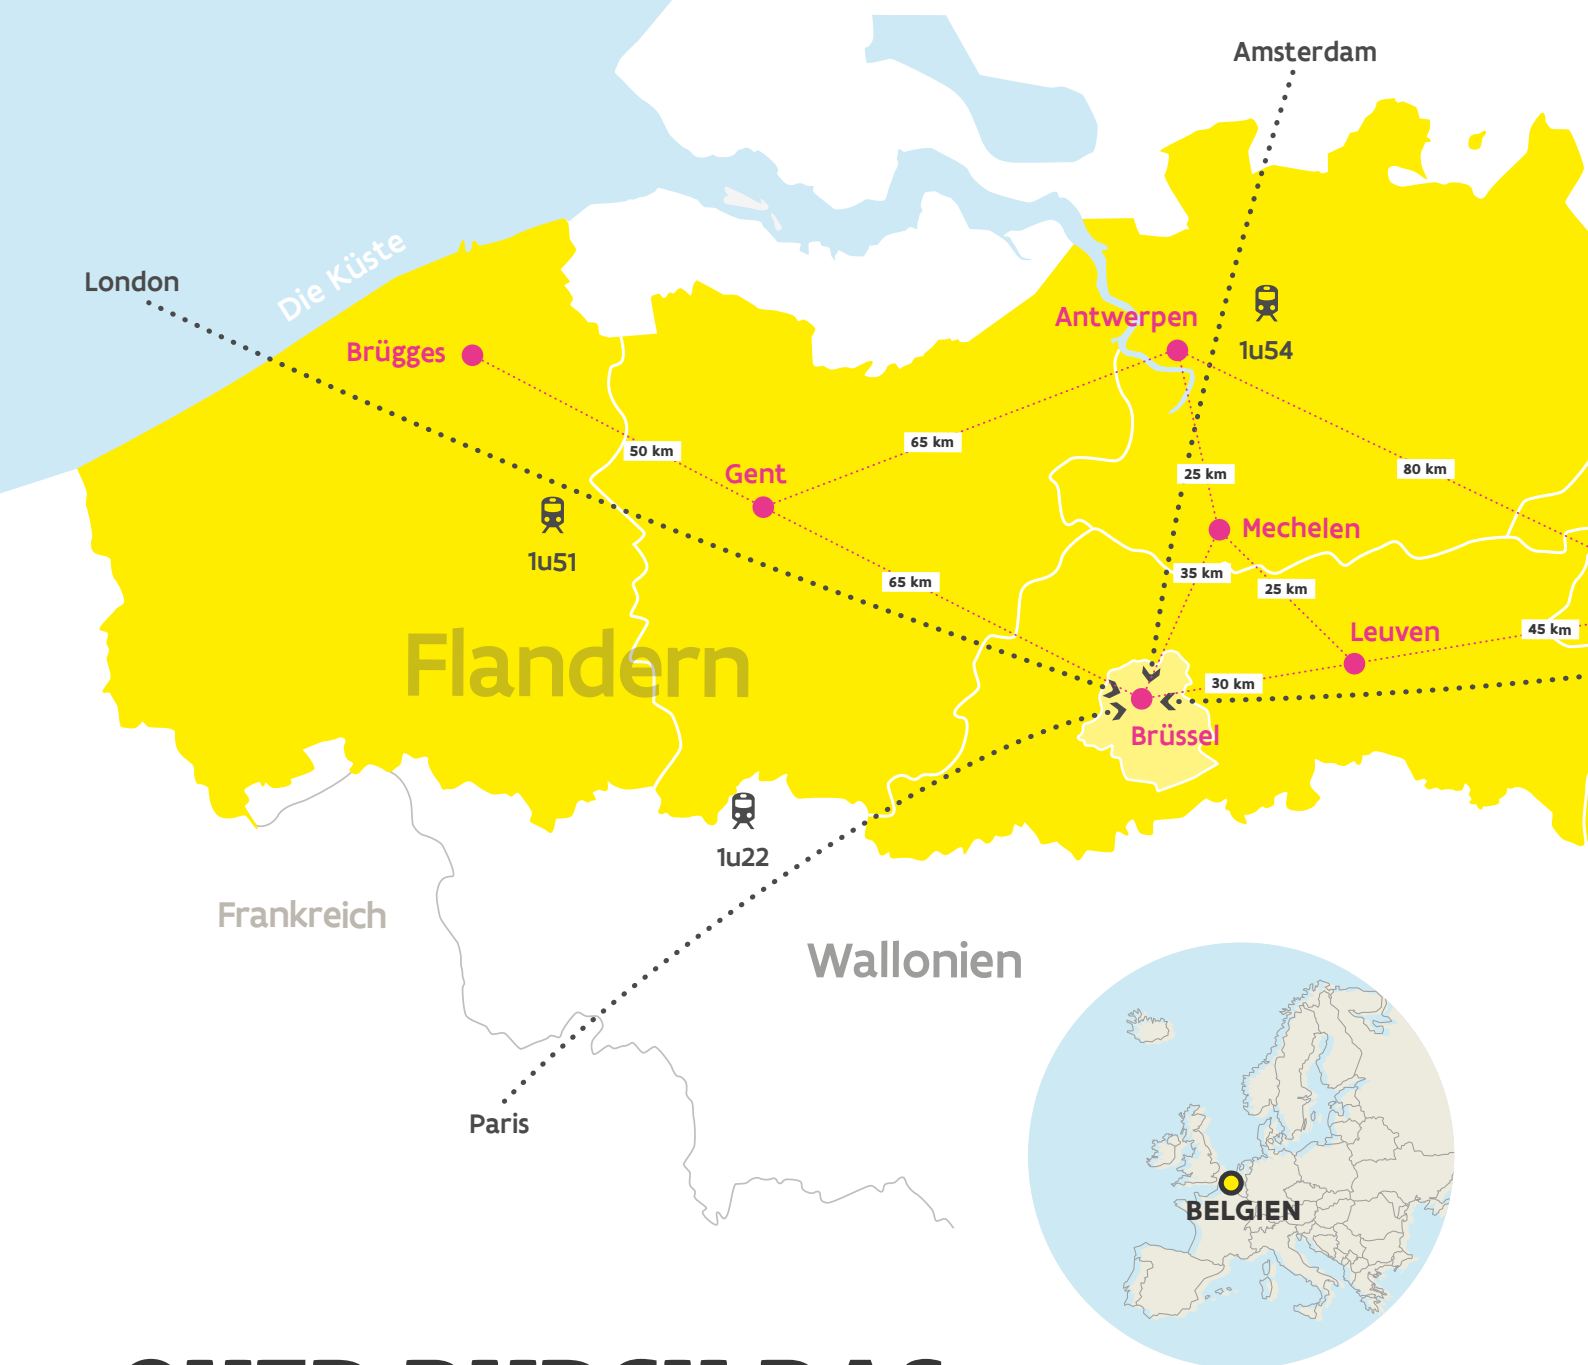 Amsterdam
London
Die Küste
Antwerpen
1u54
Brügges
65 km
50 km
Gent
25 km
80 km
1u51
Mechelen
65 km
35 km
25 km
Leuven
45 km
Flandern
30 km
Brüssel
1u22
Frankreich
Wallonien
Paris
BELGIEN